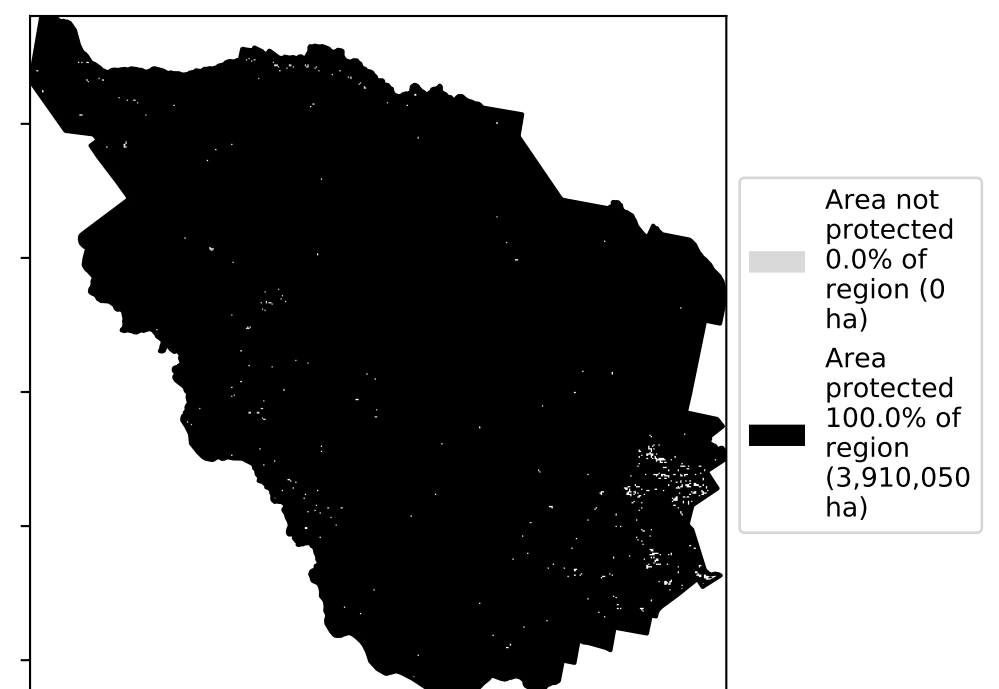 Area not
protected
0.0% of
region (0
ha)
Area
protected
100.0% of
region
(3,910,050
ha)